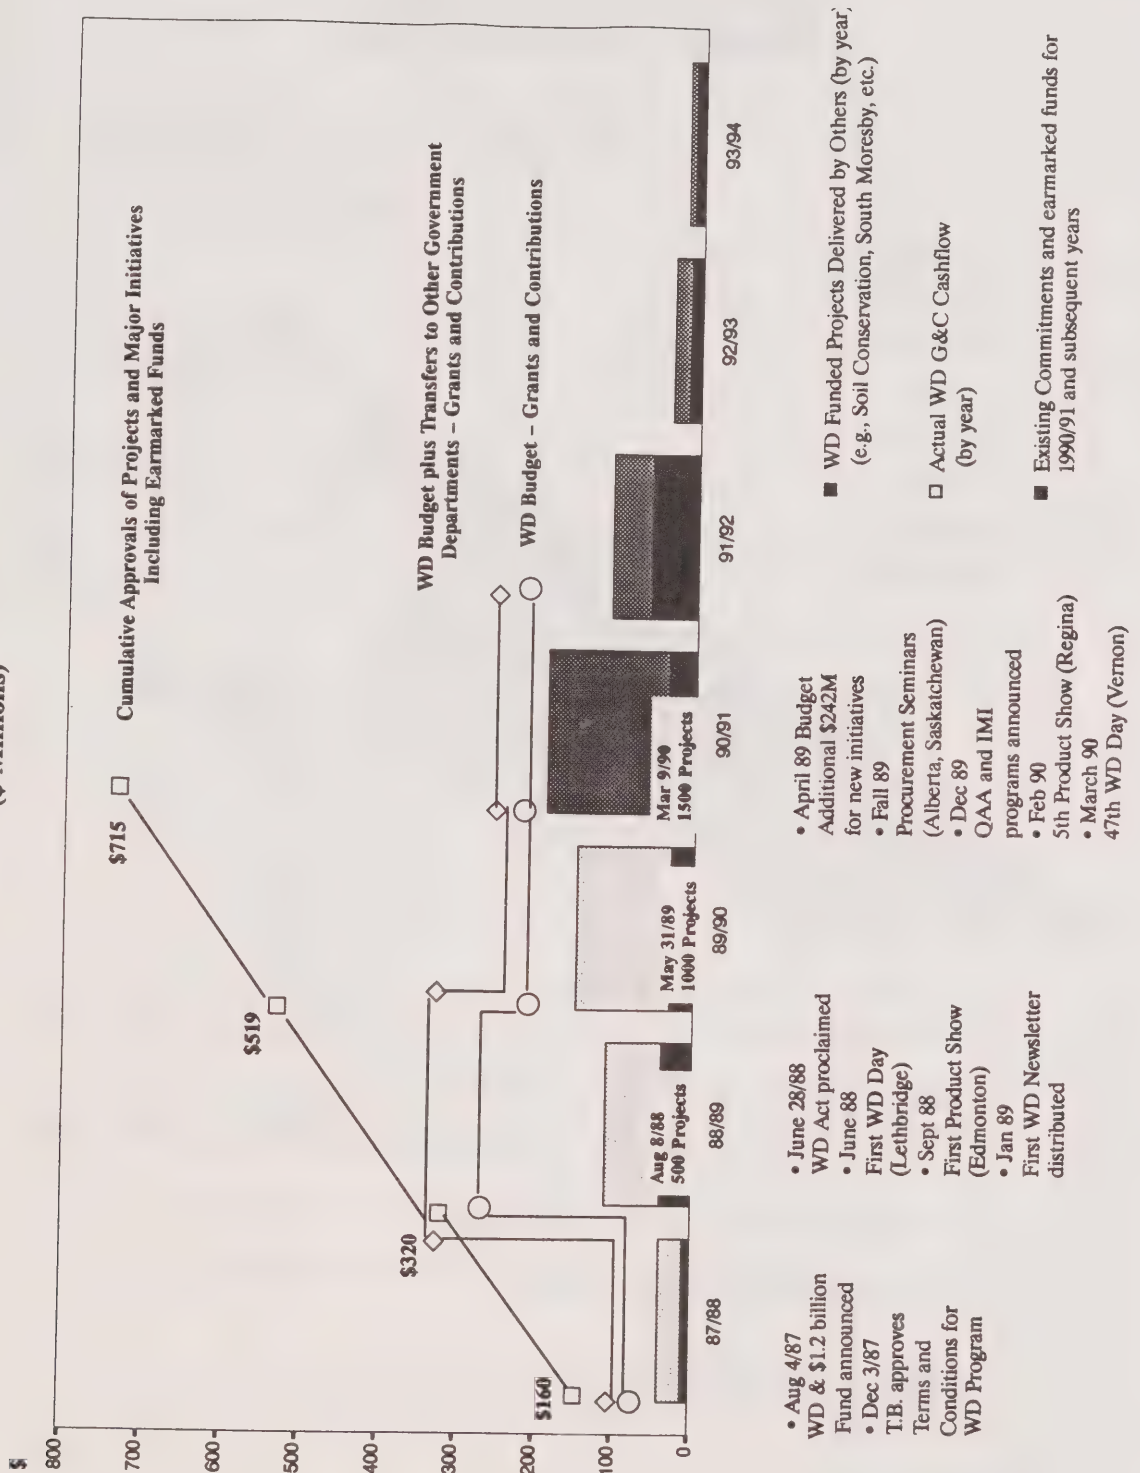 ($ Millions)
$
800
700
500
400
300
200
100
0
$160
$320
$519
$715
Cumulative Approvals of Projects and Major Initiatives
Including Earmarked Funds
WD Budget plus Transfers to Other Government
Departments – Grants and Contributions
WD Budget – Grants and Contributions
Aug 8/88
500 Projects
May 31/89
1000 Projects
Mar 9/90
1500 Projects
87/88
88/89
89/90
90/91
91/92
92/93
93/94
• Aug 4/87
WD & $1.2 billion
Fund announced
• Dec 3/87
T.B. approves
Terms and
Conditions for
WD Program
• June 28/88
WD Act proclaimed
• June 88
First WD Day
(Lethbridge)
• Sept 88
First Product Show
(Edmonton)
• Jan 89
First WD Newsletter
distributed
• April 89 Budget
Additional $242M
for new initiatives
• Fall 89
Procurement Seminars
(Alberta, Saskatchewan)
• Dec 89
QAA and IMI
programs announced
• Feb 90
5th Product Show (Regina)
• March 90
47th WD Day (Vernon)
■ WD Funded Projects Delivered by Others (by year)
(e.g., Soil Conservation, South Moresby, etc.)
□ Actual WD G&C Cashflow
(by year)
■ Existing Commitments and earmarked funds for
1990/91 and subsequent years